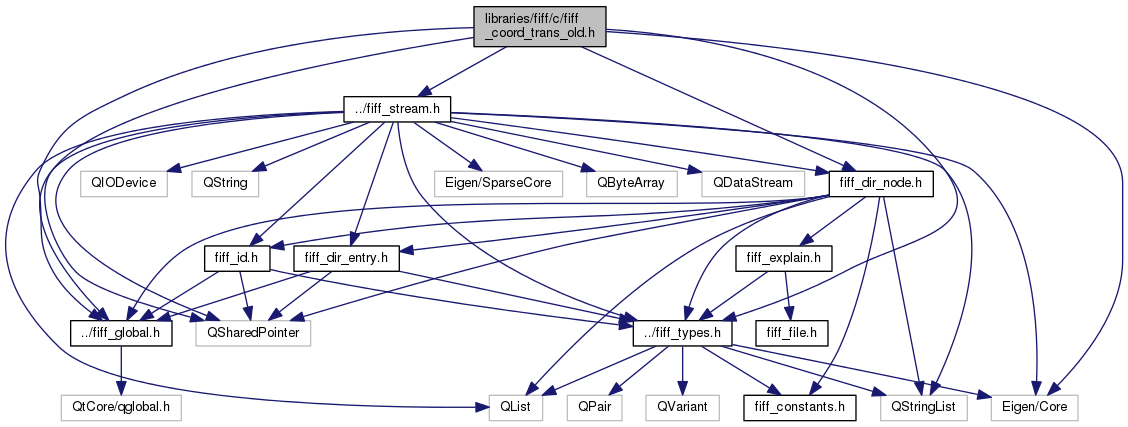 libraries/fiff/c/fiff
_coord_trans_old.h
../fiff_stream.h
QIODevice
QString
Eigen/SparseCore
QByteArray
QDataStream
fiff_dir_node.h
fiff_id.h
fiff_dir_entry.h
fiff_explain.h
../fiff_global.h
QSharedPointer
../fiff_types.h
fiff_file.h
QtCore/qglobal.h
QList
QPair
QVariant
fiff_constants.h
QStringList
Eigen/Core